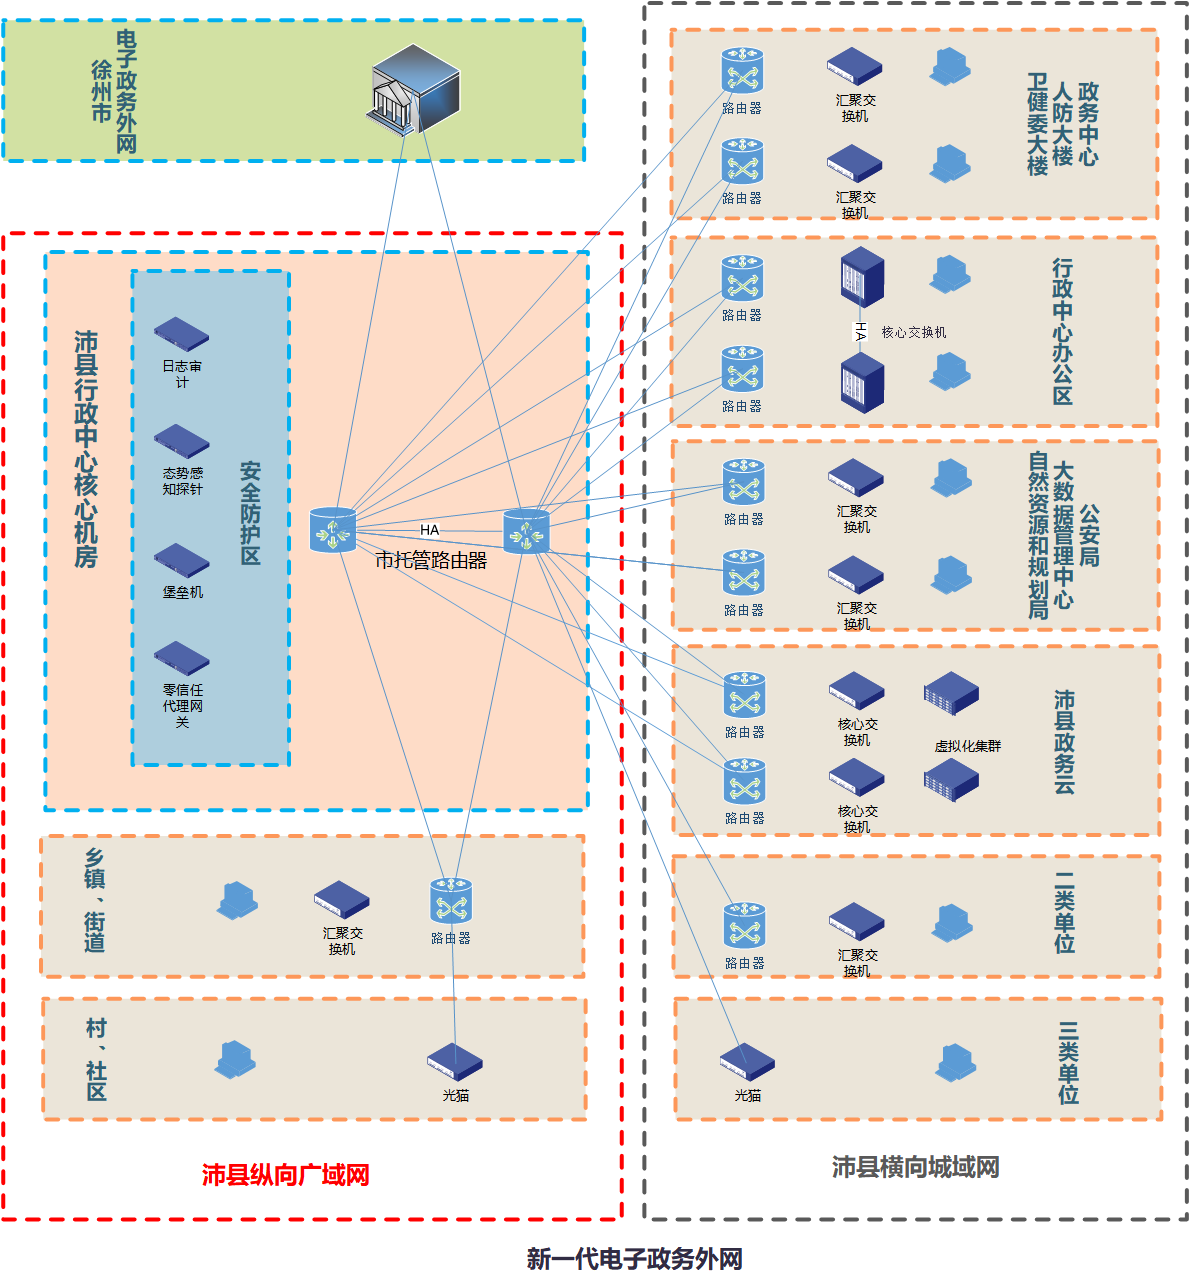 徐州市
电子政务外网
沛县行政中心核心机房
日志审
计
态势感
知探针
堡垒机
零信任
代理网
关
安全防护区
HA
市托管路由器
乡镇、街道
汇聚交
换机
路由器
村、社区
光猫
沛县纵向广域网
路由器
汇聚交
换机
路由器
汇聚交
换机
卫健委大楼
人防大楼
政务中心
路由器
HA
核心交换机
路由器
行政中心办公区
路由器
汇聚交
换机
路由器
汇聚交
换机
自然资源和规划局
大数据管理中心
公安局
路由器
核心交
换机
虚拟化集群
路由器
核心交
换机
沛县政务云
路由器
汇聚交
换机
二类单位
光猫
三类单位
沛县横向城域网
新一代电子政务外网